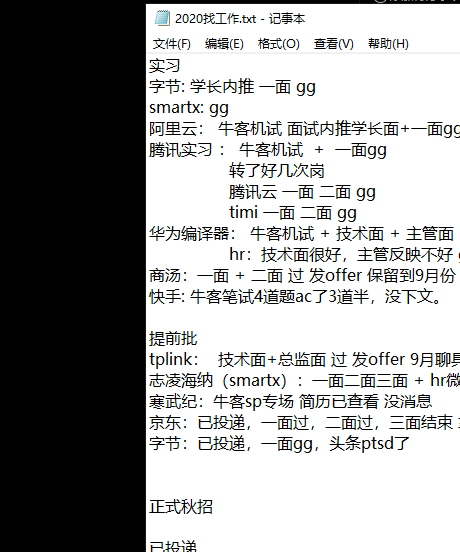 2020找工作.txt - 记事本
文件(F) 编辑(E) 格式(O) 查看(V) 帮助(H)
实习
字节: 学长内推 一面 gg
smartx: gg
阿里云： 牛客机试 面试内推学长面+一面gg
腾讯实习 ： 牛客机试 + 一面gg
转了好几次岗
腾讯云 一面 二面 gg
timi 一面 二面 gg
华为编译器： 牛客机试 + 技术面 + 主管面
hr：技术面很好，主管反映不好
商汤：一面 + 二面 过 发offer 保留到9月份
快手: 牛客笔试4道题ac了3道半，没下文。
提前批
tplink： 技术面+总监面 过 发offer 9月聊具
志凌海纳（smartx）：一面二面三面 + hr微
寒武纪：牛客sp专场 简历已查看 没消息
京东：已投递，一面过，二面过，三面结束
字节：已投递，一面gg，头条ptsd了
正式秋招
已投递